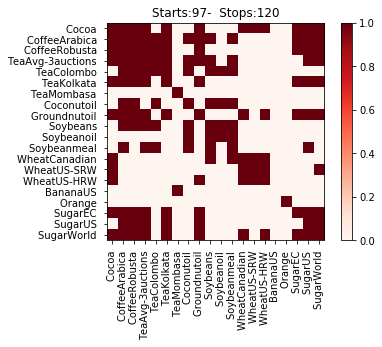 Starts:97- Stops:120
Cocoa
CoffeeArabica
CoffeeRobusta
TeaAvg-3auctions
TeaColombo
TeaKolkata
TeaMombasa
Coconutoil
Groundnutoil
Soybeans
Soybeanoil
Soybeanmeal
WheatCanadian
WheatUS-SRW
WheatUS-HRW
BananaUS
Orange
SugarEC
SugarUS
SugarWorld
Cocoa
CoffeeArabica
CoffeeRobusta
TeaAvg-3auctions
TeaColombo
TeaKolkata
TeaMombasa
Coconutoil
Groundnutoil
Soybeans
Soybeanoil
Soybeanmeal
WheatCanadian
WheatUS-SRW
WheatUS-HRW
BananaUS
Orange
SugarEC
SugarUS
SugarWorld
1.0
0.8
0.6
0.4
0.2
0.0